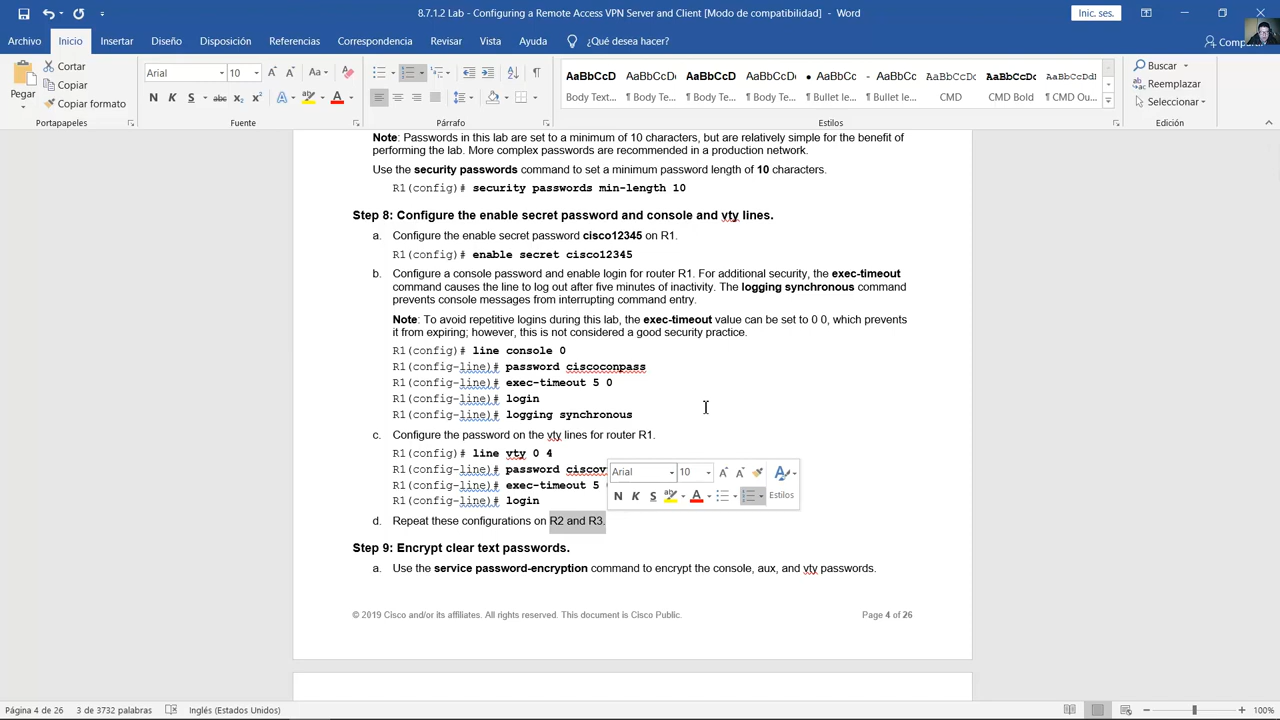 8.7.1.2 Lab - Configuring a Remote Access VPN Server and Client [Modo de compatibilidad] - Word
Inic. ses.
Archivo Inicio Insertar Diseño Disposición Referencias Correspondencia Revisar Vista Ayuda ¿Qué desea hacer?
Pegar
Cortar
Copiar
Copiar formato
Portapapeles
Arial 10
Fuente
Párrafo
AaBbCcD AaBbCcDı AaBbCcD AaBbCcDı • AaBbCc - AaBbCc AaBbCcDı AaBbCcDı AaBbCcDdI
Body Text... ¶ Body Te... ¶ Body Te... ¶ Body Te... ¶ Bullet le... ¶ Bullet le... CMD CMD Bold ¶ CMD Ou...
Estilos
Buscar
Reemplazar
Seleccionar
Edición
Note: Passwords in this lab are set to a minimum of 10 characters, but are relatively simple for the benefit of
performing the lab. More complex passwords are recommended in a production network.
Use the security passwords command to set a minimum password length of 10 characters.
R1(config)# security passwords min-length 10
Step 8: Configure the enable secret password and console and vty lines.
a. Configure the enable secret password cisco12345 on R1.
R1(config)# enable secret cisco12345
b. Configure a console password and enable login for router R1. For additional security, the exec-timeout
command causes the line to log out after five minutes of inactivity. The logging synchronous command
prevents console messages from interrupting command entry.
Note: To avoid repetitive logins during this lab, the exec-timeout value can be set to 0 0, which prevents
it from expiring; however, this is not considered a good security practice.
R1(config)# line console 0
R1(config-line)# password ciscoconpass
R1(config-line)# exec-timeout 5 0
R1(config-line)# login
R1(config-line)# logging synchronous
c. Configure the password on the vty lines for router R1.
R1(config)# line vty 0 4
R1(config-line)# password ciscov
R1(config-line)# exec-timeout 5
R1(config-line)# login
Arial 10
N K S Estilos
d. Repeat these configurations on R2 and R3.
Step 9: Encrypt clear text passwords.
a. Use the service password-encryption command to encrypt the console, aux, and vty passwords.
© 2019 Cisco and/or its affiliates. All rights reserved. This document is Cisco Public.
Page 4 of 26
Página 4 de 26 3 de 3732 palabras Inglés (Estados Unidos) 100%